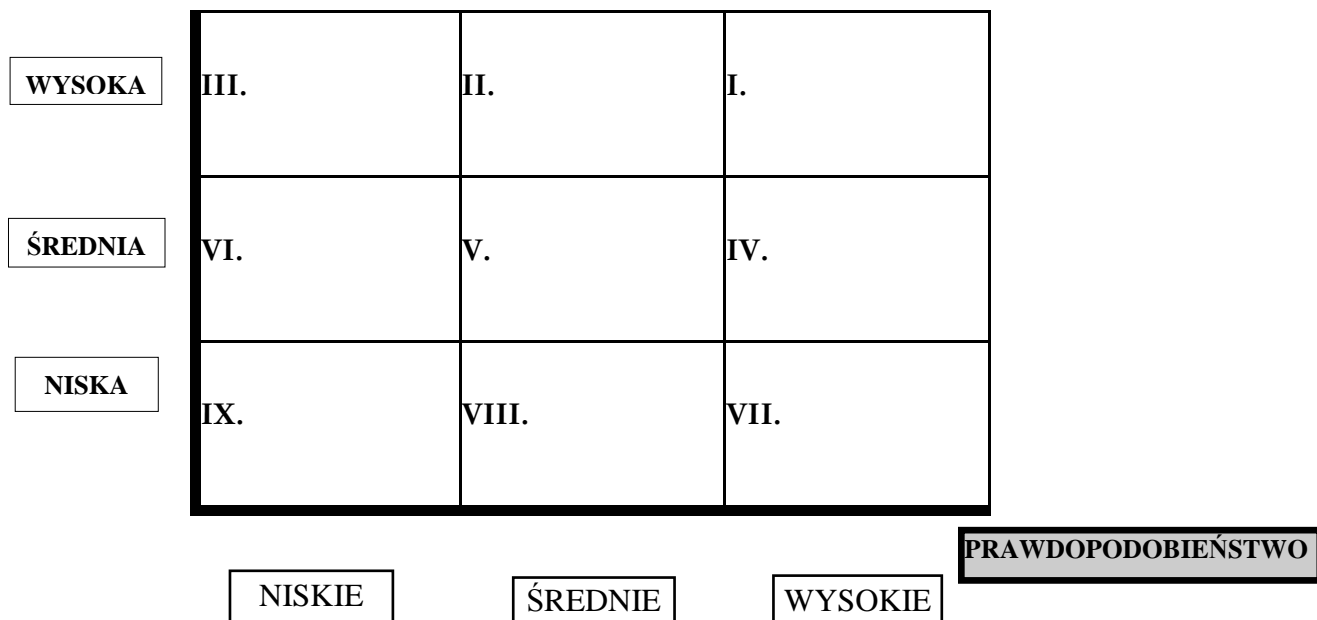 WYSOKA III. II. I.
ŚREDNIA VI. V. IV.
NISKA IX. VIII. VII.
PRAWDOPODOBIEŃSTWO
NISKIE ŚREDNIE WYSOKIE